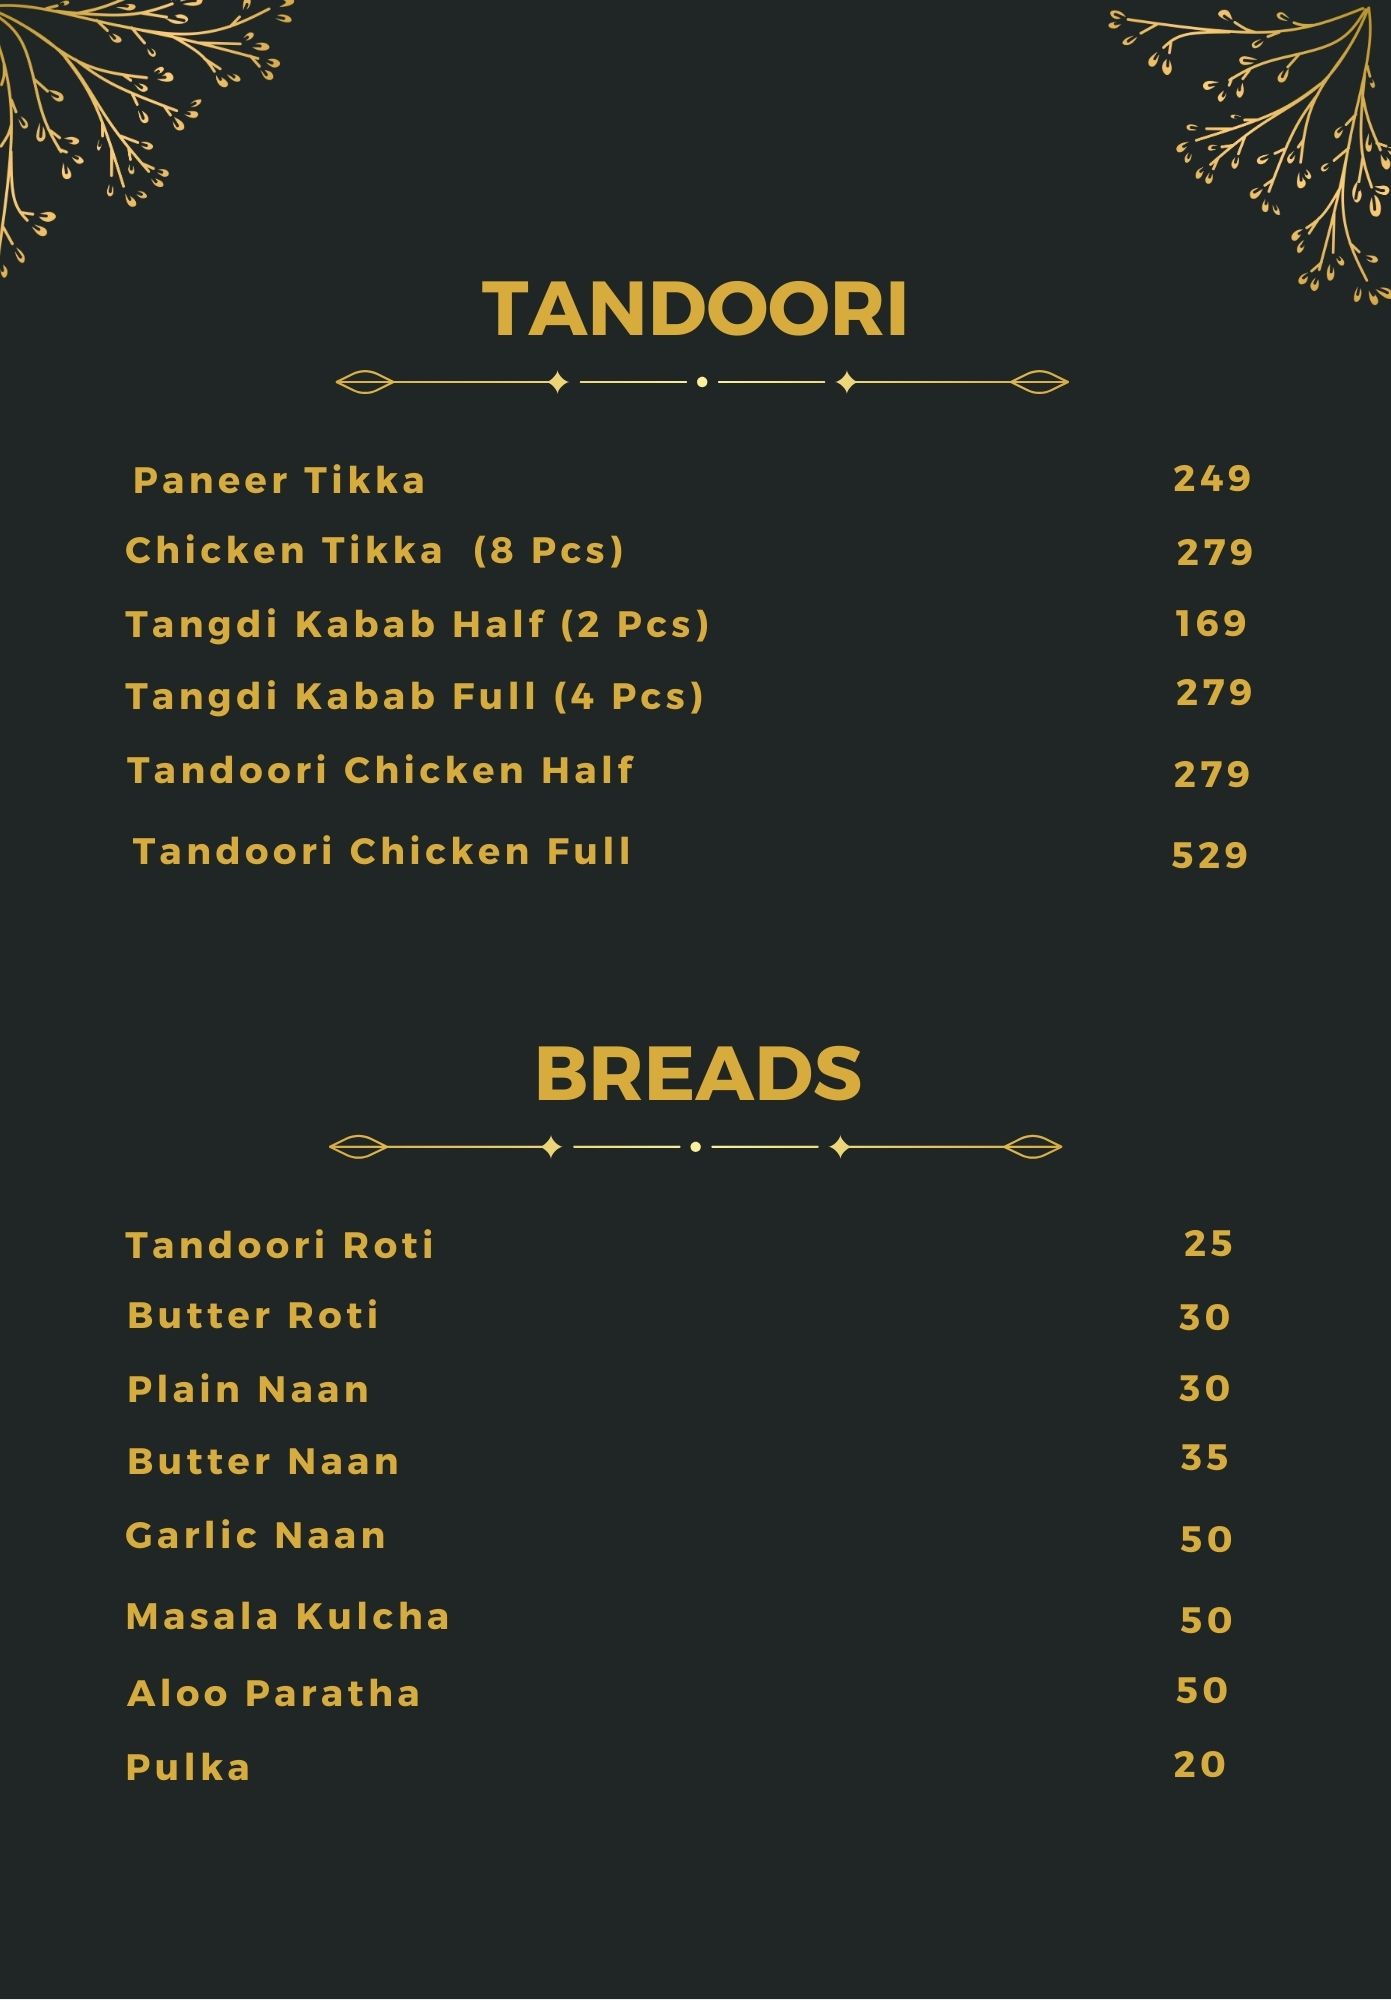 TANDOORI
Paneer Tikka 249
Chicken Tikka (8 Pcs) 279
Tangdi Kabab Half (2 Pcs) 169
Tangdi Kabab Full (4 Pcs) 279
Tandoori Chicken Half 279
Tandoori Chicken Full 529
BREADS
Tandoori Roti 25
Butter Roti 30
Plain Naan 30
Butter Naan 35
Garlic Naan 50
Masala Kulcha 50
Aloo Paratha 50
Pulka 20